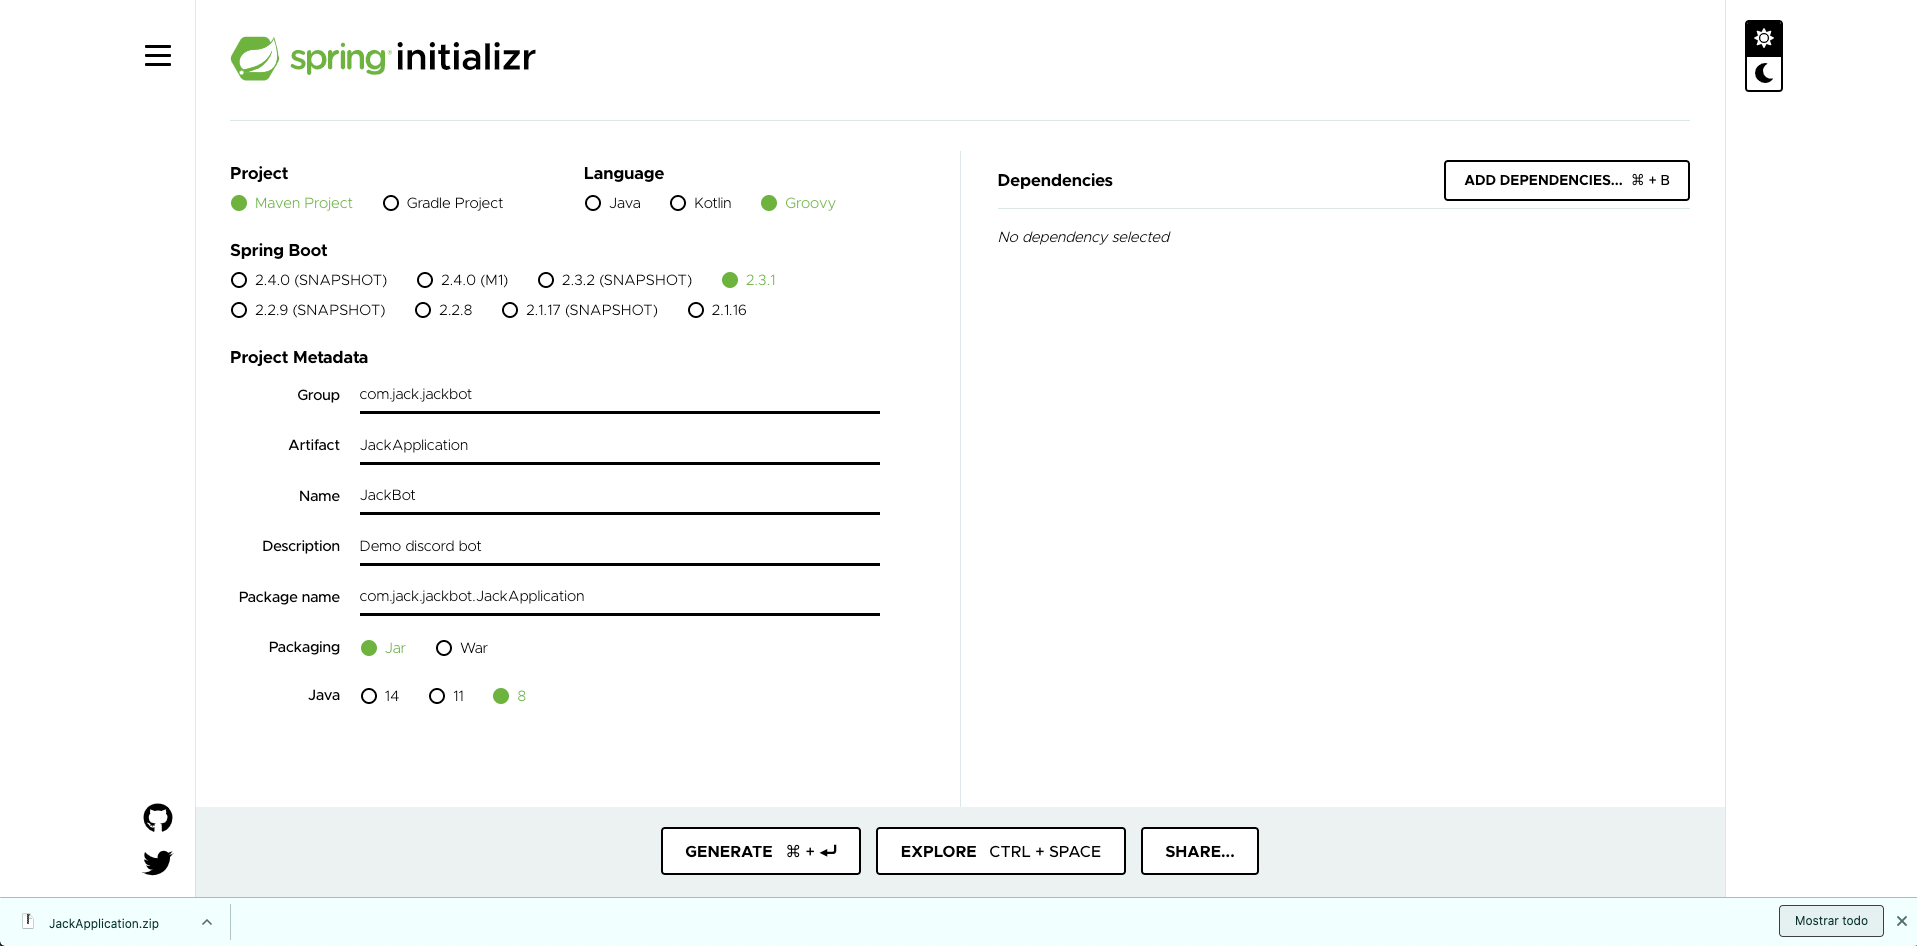 spring initializr
Project
Maven Project Gradle Project
Language
Java Kotlin Groovy
Spring Boot
2.4.0 (SNAPSHOT) 2.4.0 (M1) 2.3.2 (SNAPSHOT) 2.3.1
2.2.9 (SNAPSHOT) 2.2.8 2.1.17 (SNAPSHOT) 2.1.16
Project Metadata
Group com.jack.jackbot
Artifact JackApplication
Name JackBot
Description Demo discord bot
Package name com.jack.jackbot.JackApplication
Packaging Jar War
Java 14 11 8
Dependencies
ADD DEPENDENCIES... ⌘ + B
No dependency selected
GENERATE ⌘ + ⏎
EXPLORE CTRL + SPACE
SHARE...
JackApplication.zip
Mostrar todo